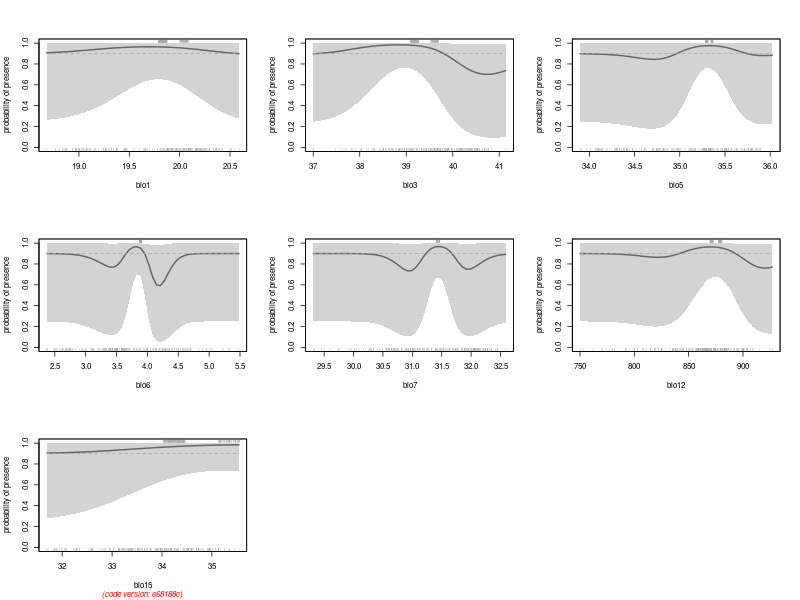 probability of presence
0.0 0.2 0.4 0.6 0.8 1.0
19.0 19.5 20.0 20.5
bio1
probability of presence
0.0 0.2 0.4 0.6 0.8 1.0
37 38 39 40 41
bio3
probability of presence
0.0 0.2 0.4 0.6 0.8 1.0
34.0 34.5 35.0 35.5 36.0
bio5
probability of presence
0.0 0.2 0.4 0.6 0.8 1.0
2.5 3.0 3.5 4.0 4.5 5.0 5.5
bio6
probability of presence
0.0 0.2 0.4 0.6 0.8 1.0
29.5 30.0 30.5 31.0 31.5 32.0 32.5
bio7
probability of presence
0.0 0.2 0.4 0.6 0.8 1.0
750 800 850 900
bio12
probability of presence
0.0 0.2 0.4 0.6 0.8 1.0
32 33 34 35
bio15
(code version: e68188c)